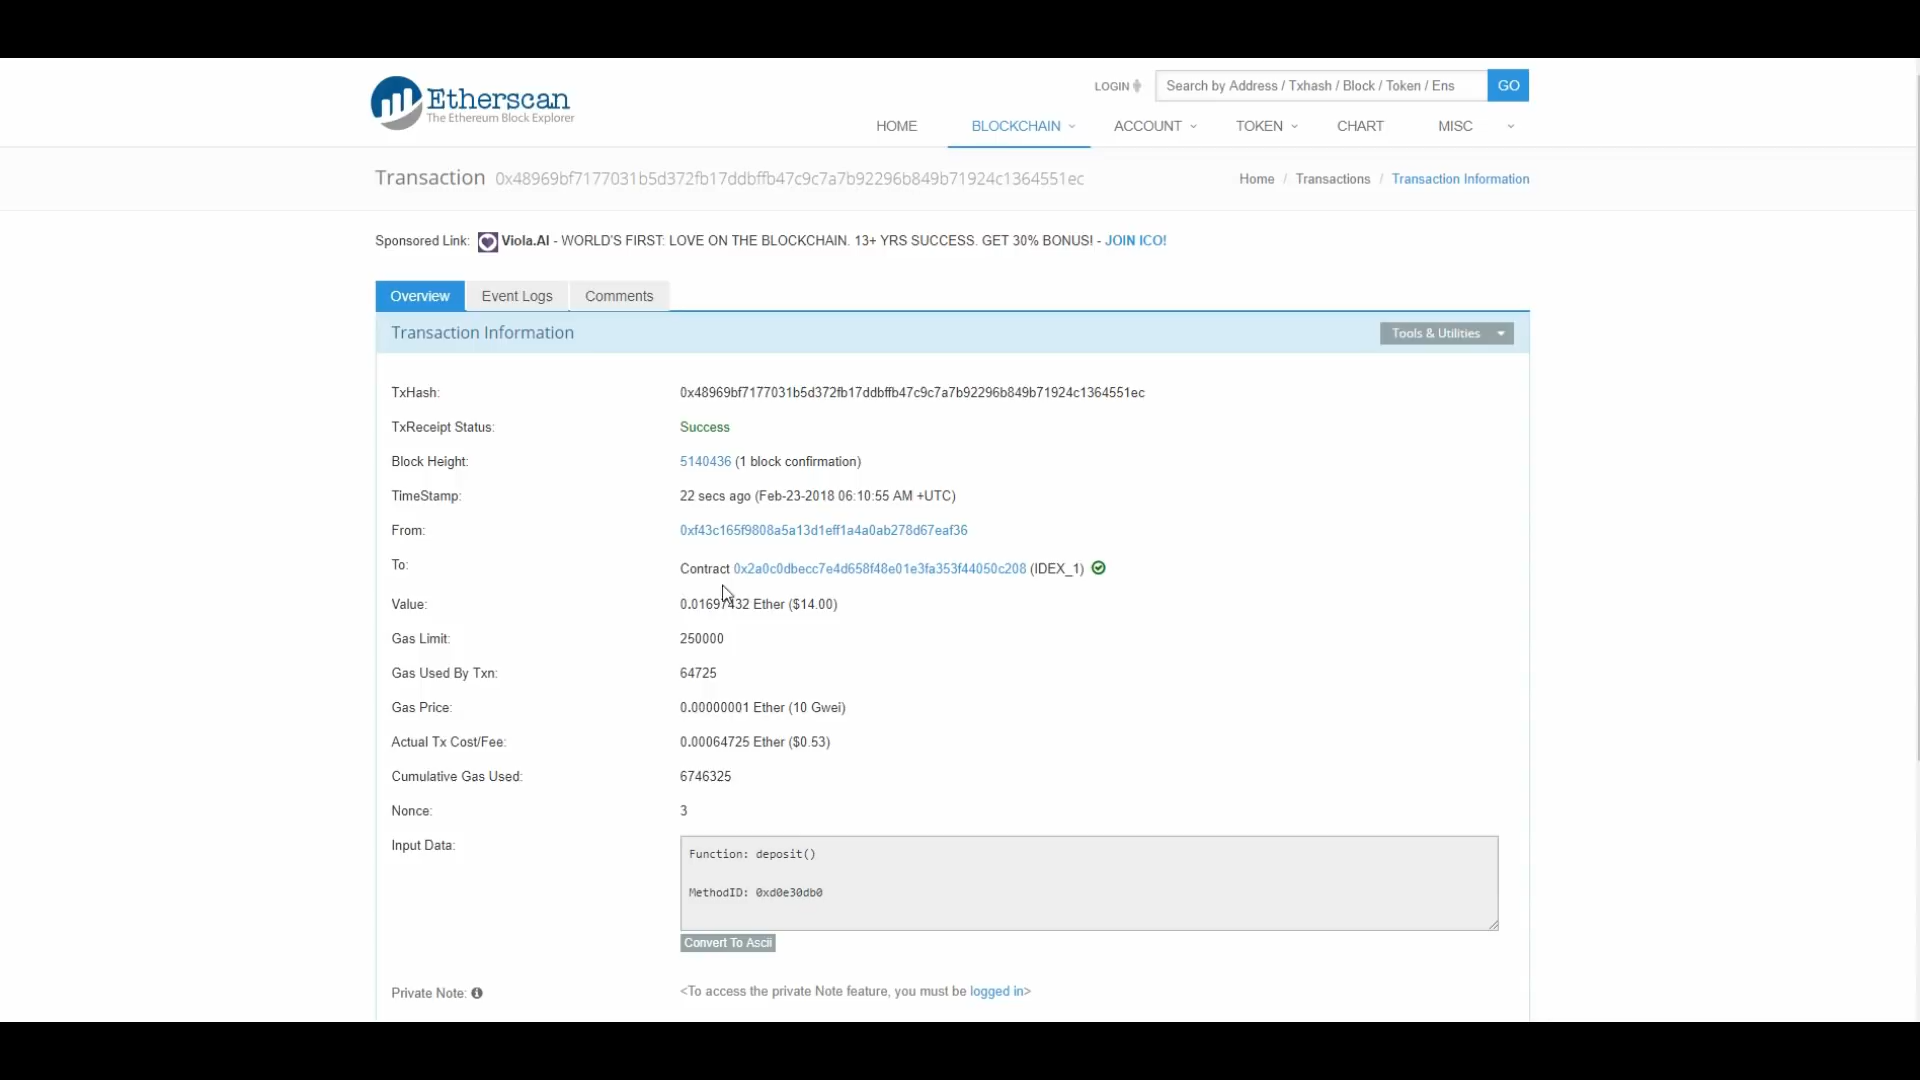 Etherscan
The Ethereum Block Explorer
LOGIN
Search by Address / Txhash / Block / Token / Ens
GO
HOME BLOCKCHAIN ACCOUNT TOKEN CHART MISC
Transaction 0x48969bf7177031b5d372fb17ddbffb47c9c7a7b92296b849b71924c1364551ec
Home / Transactions / Transaction Information
Sponsored Link: Viola.AI - WORLD'S FIRST: LOVE ON THE BLOCKCHAIN. 13+ YRS SUCCESS. GET 30% BONUS! - JOIN ICO!
Overview Event Logs Comments
Transaction Information
Tools & Utilities
TxHash: 0x48969bf7177031b5d372fb17ddbffb47c9c7a7b92296b849b71924c1364551ec
TxReceipt Status: Success
Block Height: 5140436 (1 block confirmation)
TimeStamp: 22 secs ago (Feb-23-2018 06:10:55 AM +UTC)
From: 0xf43c165f9808a5a13d1eff1a4a0ab278d67eaf36
To: Contract 0x2a0c0dbecc7e4d658f48e01e3fa353f44050c208 (IDEX_1)
Value: 0.01697432 Ether ($14.00)
Gas Limit: 250000
Gas Used By Txn: 64725
Gas Price: 0.00000001 Ether (10 Gwei)
Actual Tx Cost/Fee: 0.00064725 Ether ($0.53)
Cumulative Gas Used: 6746325
Nonce: 3
Input Data: Function: deposit()
MethodID: 0xd0e30db0
Convert To Ascii
Private Note: <To access the private Note feature, you must be logged in>